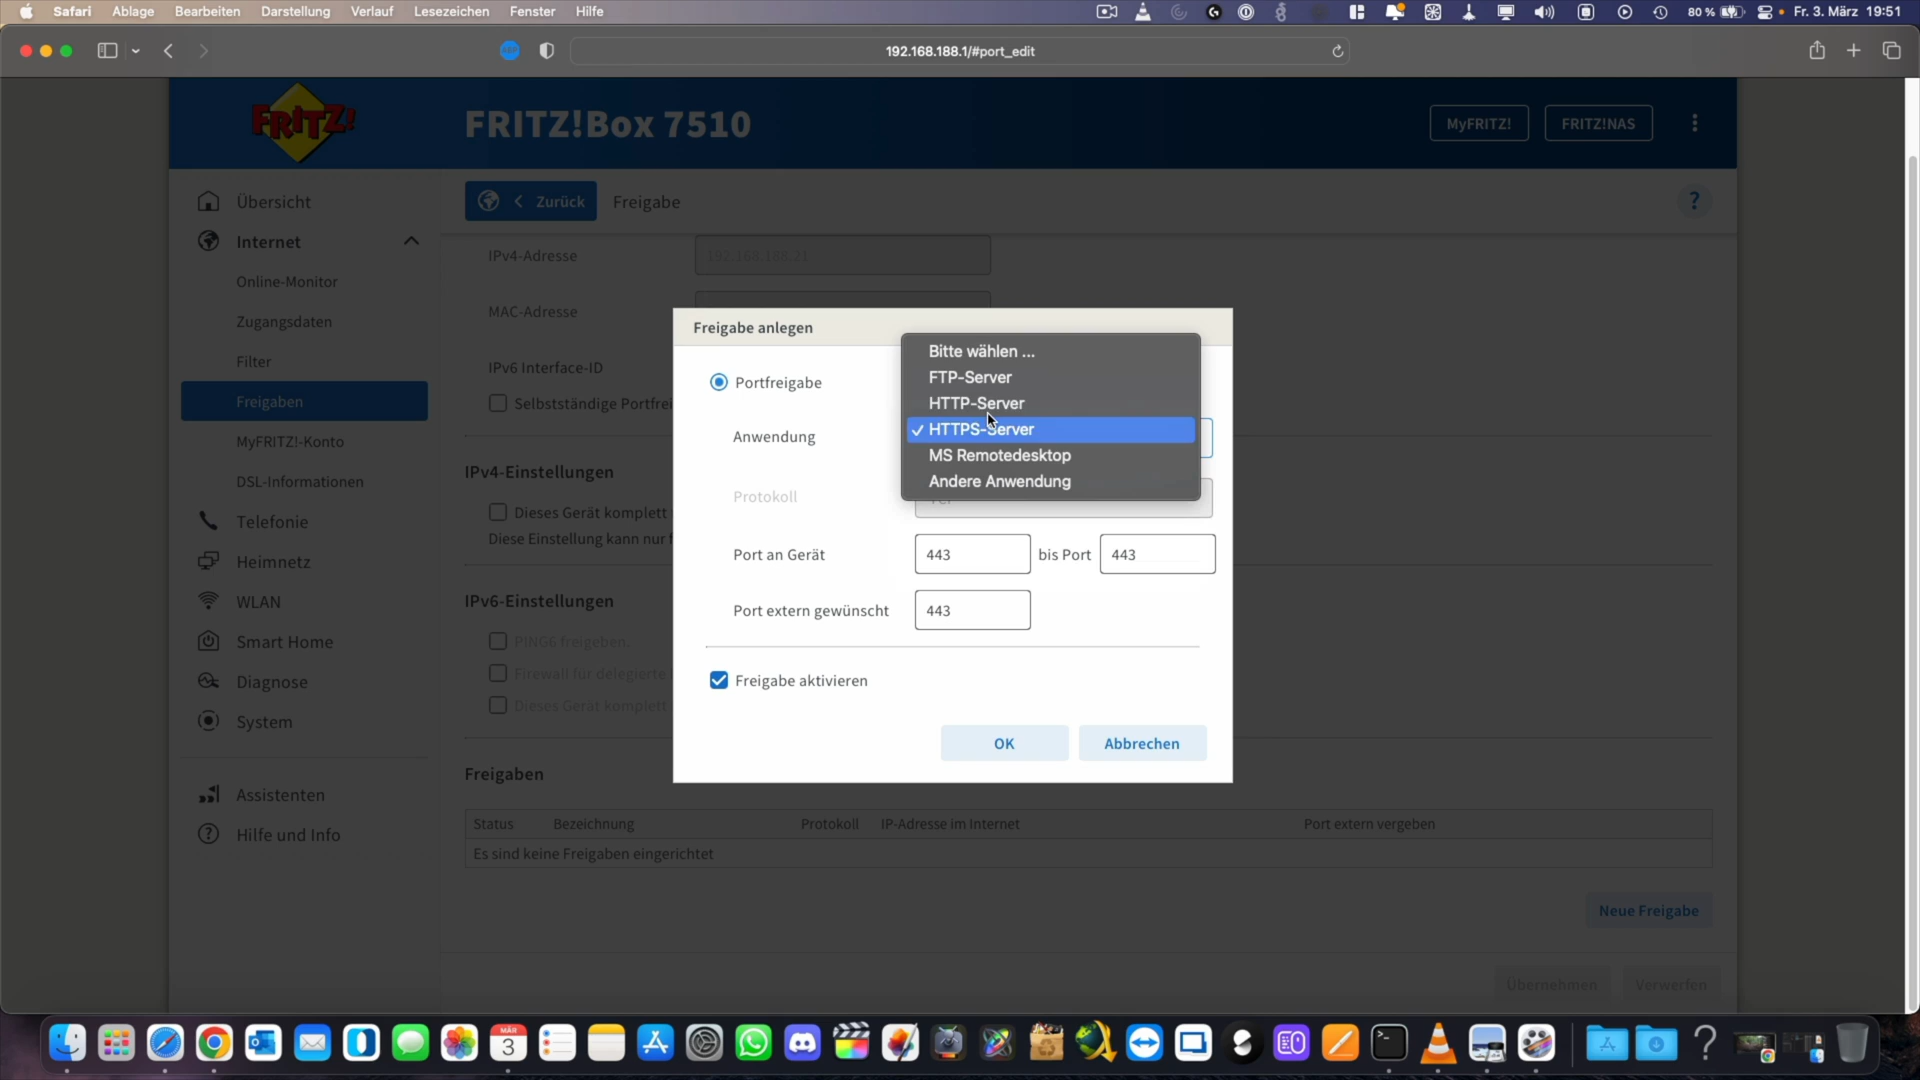 Safari Ablage Bearbeiten Darstellung Verlauf Lesezeichen Fenster Hilfe 80 % Fr. 3. März 19:51
192.168.188.1/#port_edit
FRITZ!
FRITZ!Box 7510
MyFRITZ!
FRITZ!NAS
Übersicht
Internet
Online-Monitor
Zugangsdaten
Filter
Freigaben
MyFRITZ!-Konto
DSL-Informationen
Telefonie
Heimnetz
WLAN
Smart Home
Diagnose
System
Assistenten
Hilfe und Info
Zurück Freigabe ?
IPv4-Adresse 192.168.188.21
MAC-Adresse
IPv6 Interface-ID
Selbstständige Portfrei
IPv4-Einstellungen
Dieses Gerät komplett
Diese Einstellung kann nur f
IPv6-Einstellungen
PING6 freigeben.
Firewall für delegierte
Dieses Gerät komplett
Freigaben
Status Bezeichnung Protokoll IP-Adresse im Internet Port extern vergeben
Es sind keine Freigaben eingerichtet
Neue Freigabe
Übernehmen Verwerfen
Freigabe anlegen
Portfreigabe
Anwendung
Bitte wählen ...
FTP-Server
HTTP-Server
HTTPS-Server
MS Remotedesktop
Andere Anwendung
Protokoll
Port an Gerät 443 bis Port 443
Port extern gewünscht 443
Freigabe aktivieren
OK Abbrechen
MÄR
3